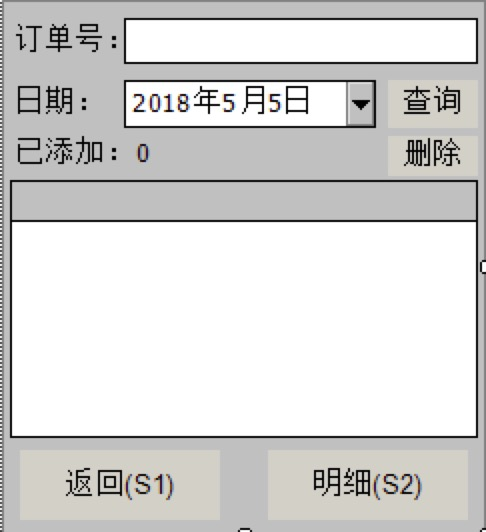 订单号：
日期： 2018年5月5日 查询
已添加：0 删除
返回(S1) 明细(S2)